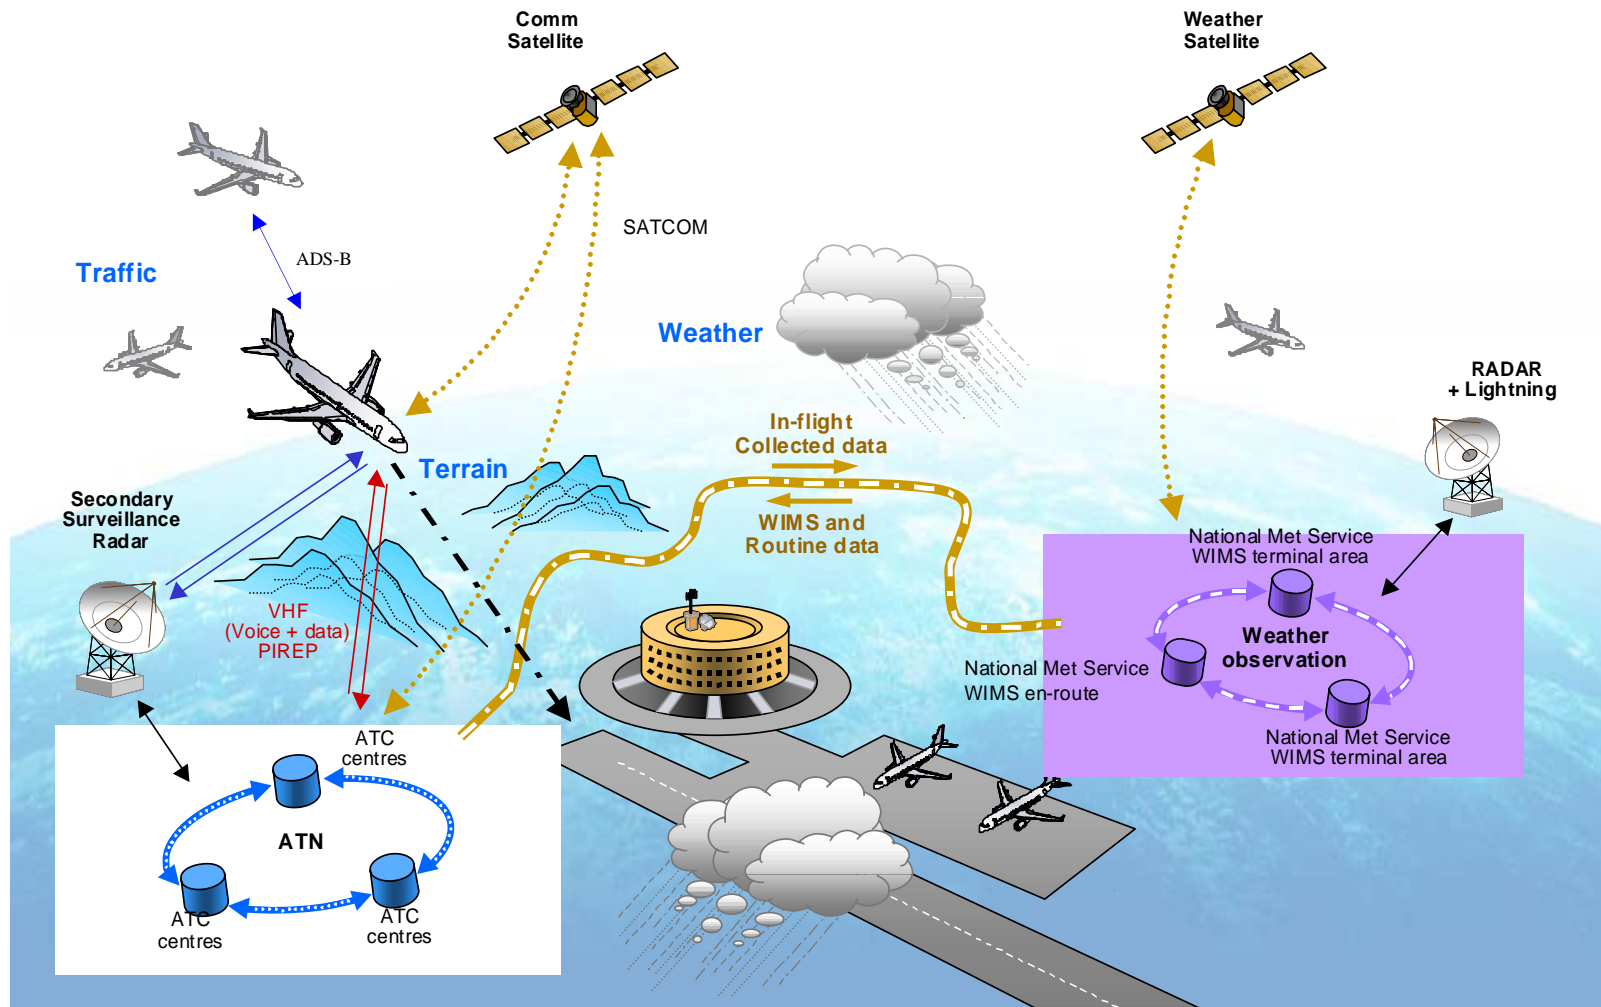 Comm
Satellite
Weather
Satellite
SATCOM
ADS-B
Traffic
Weather
RADAR
+ Lightning
In-flight
Collected data
Terrain
Secondary
Surveillance
Radar
WIMS and
Routine data
National Met Service
WIMS terminal area
VHF
(Voice + data)
PIREP
Weather
observation
National Met Service
WIMS en-route
National Met Service
WIMS terminal area
ATC
centres
ATN
ATC
centres
ATC
centres